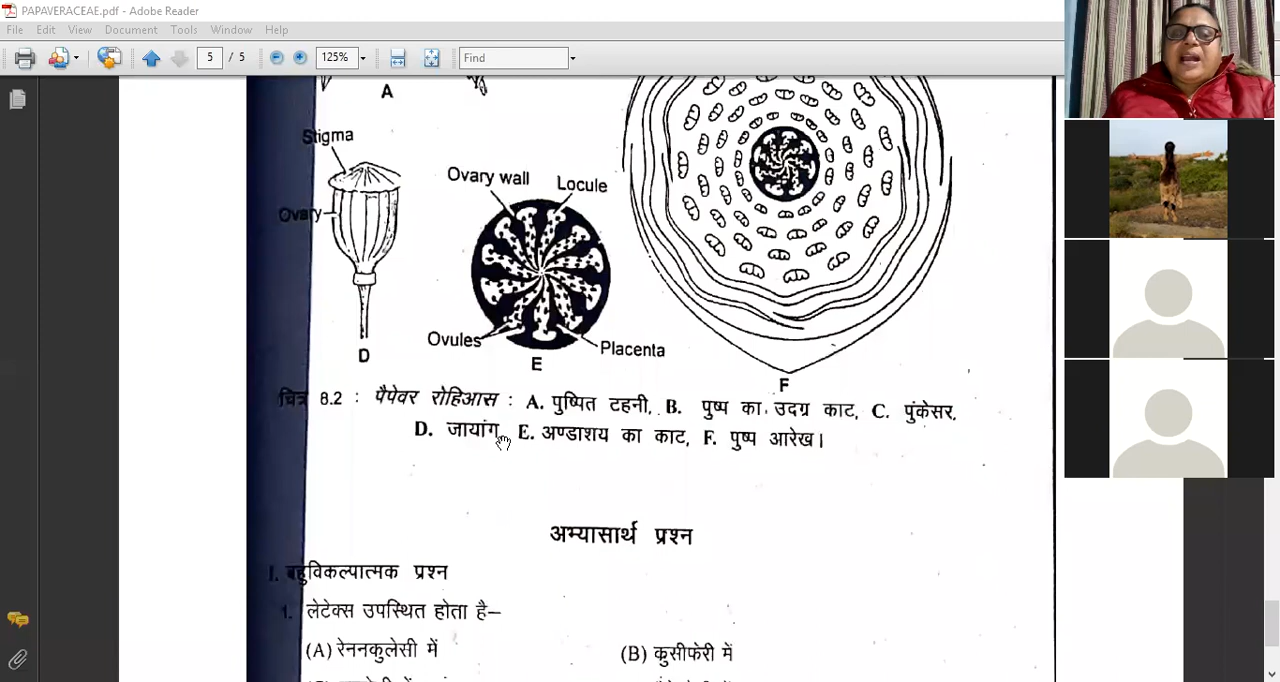 PAPAVERACEAE.pdf - Adobe Reader
File Edit View Document Tools Window Help
5 / 5 125% Find
A
Stigma
Ovary wall Locule
Ovary
Ovules
Placenta
D
E
F
चित्र 8.2 : पैपेवर रोहिआस : A. पुष्पित टहनी, B. पुष्प का उदग्र काट, C. पुंकेसर,
D. जायांग, E. अण्डाशय का काट, F. पुष्प आरेख।
अभ्यासार्थ प्रश्न
I. बहुविकल्पात्मक प्रश्न
1. लेटेक्स उपस्थित होता है–
(A) रेननकुलेसी में (B) कुसीफेरी में